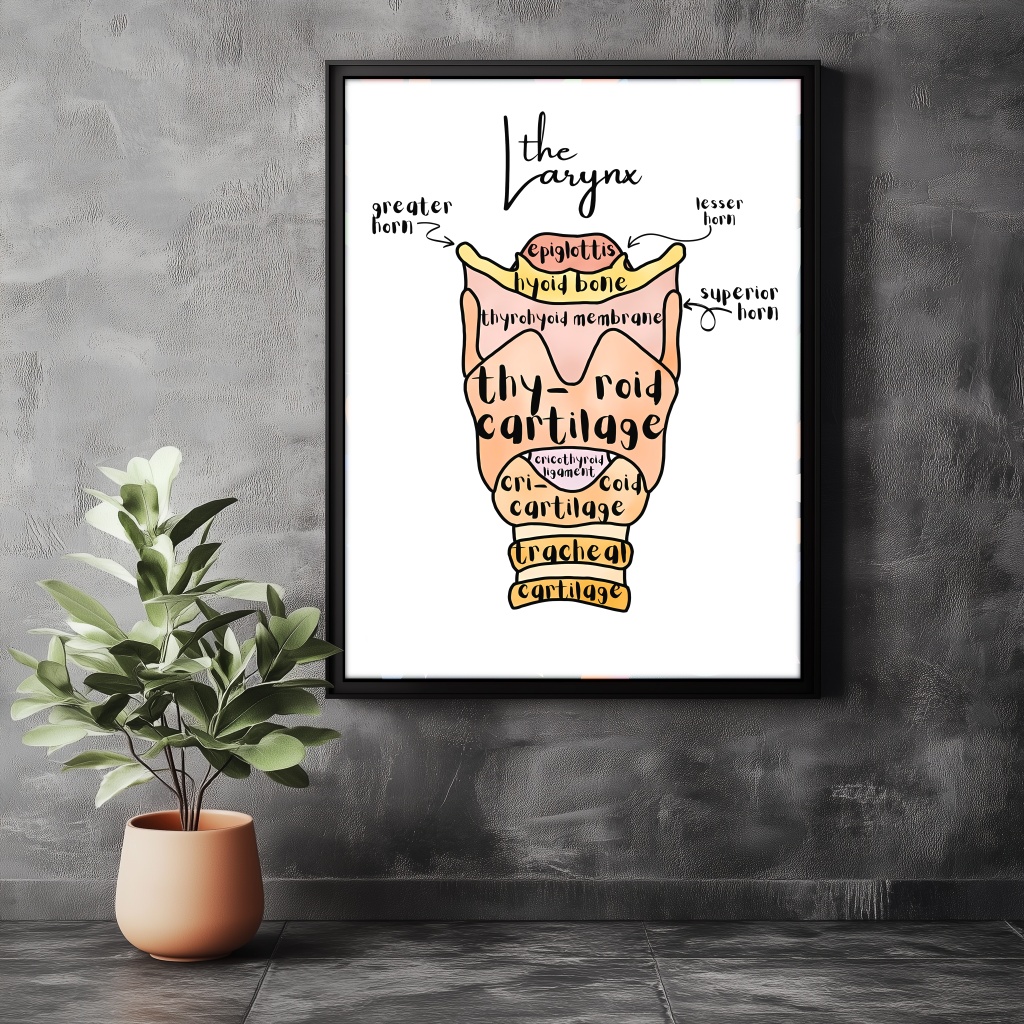 the
Larynx
greater
horn
lesser
horn
epiglottis
hyoid bone
superior
horn
thyrohyoid membrane
thy- roid
cartilage
cricothyroid
ligament
cri- coid
cartilage
tracheal
cartilage